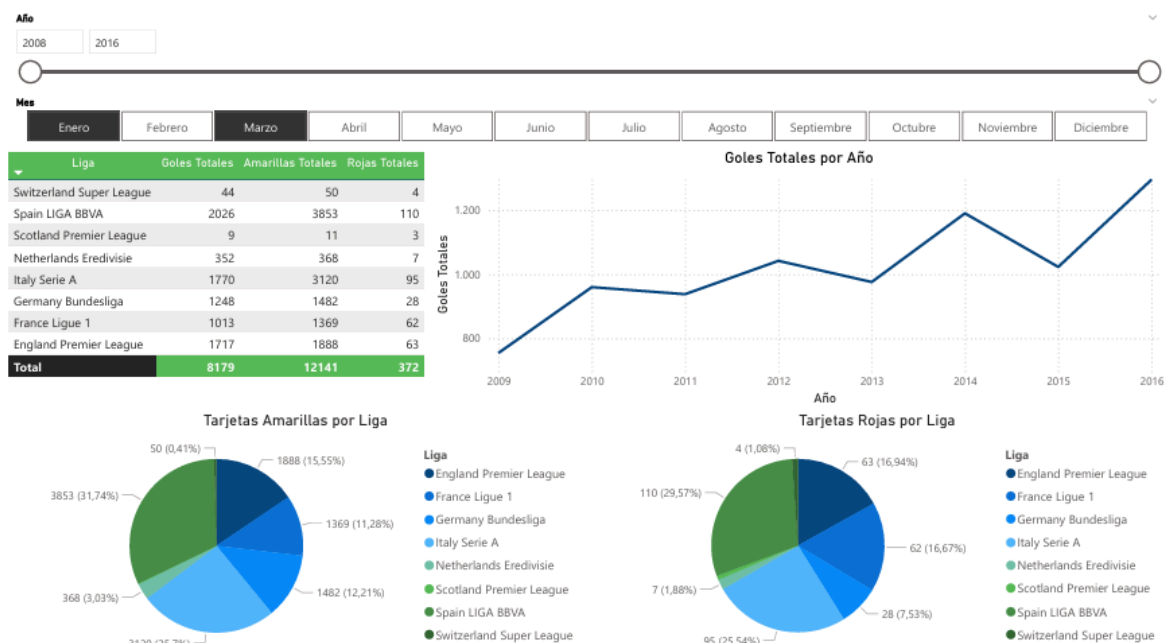 Año
2008 2016
Mes
Enero Febrero Marzo Abril Mayo Junio Julio Agosto Septiembre Octubre Noviembre Diciembre
Liga Goles Totales Amarillas Totales Rojas Totales
Switzerland Super League 44 50 4
Spain LIGA BBVA 2026 3853 110
Scotland Premier League 9 11 3
Netherlands Eredivisie 352 368 7
Italy Serie A 1770 3120 95
Germany Bundesliga 1248 1482 28
France Ligue 1 1013 1369 62
England Premier League 1717 1888 63
Total 8179 12141 372
Goles Totales por Año
Goles Totales
1.200
1.000
800
2009 2010 2011 2012 2013 2014 2015 2016
Año
Tarjetas Amarillas por Liga
50 (0,41%)
1888 (15,55%)
3853 (31,74%)
1369 (11,28%)
1482 (12,21%)
368 (3,03%)
3120 (25,7%)
Liga
England Premier League
France Ligue 1
Germany Bundesliga
Italy Serie A
Netherlands Eredivisie
Scotland Premier League
Spain LIGA BBVA
Switzerland Super League
Tarjetas Rojas por Liga
4 (1,08%)
63 (16,94%)
110 (29,57%)
62 (16,67%)
7 (1,88%)
28 (7,53%)
95 (25,54%)
Liga
England Premier League
France Ligue 1
Germany Bundesliga
Italy Serie A
Netherlands Eredivisie
Scotland Premier League
Spain LIGA BBVA
Switzerland Super League